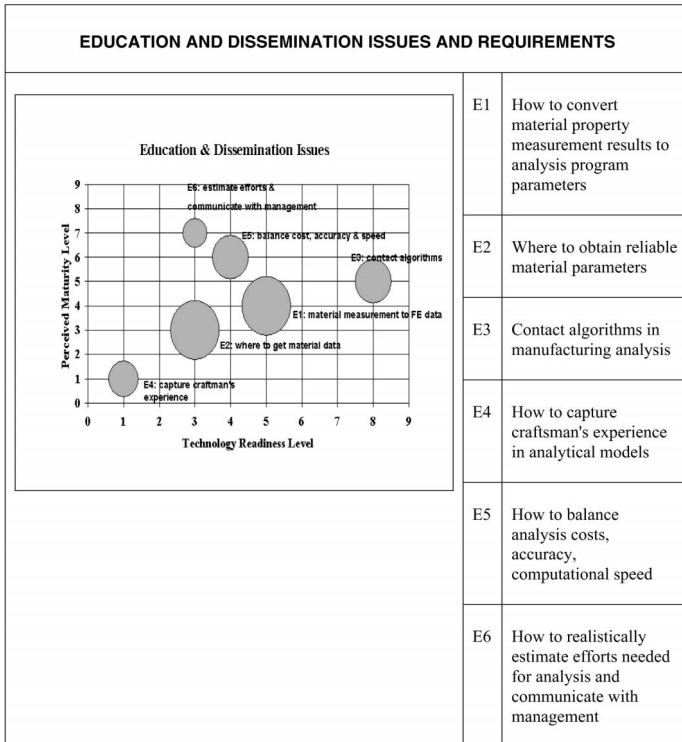 EDUCATION AND DISSEMINATION ISSUES AND REQUIREMENTS
Education & Dissemination Issues
9
8
7
6
5
4
3
2
1
0
Perceived Maturity Level
E6: estimate efforts &
communicate with management
E5: balance cost, accuracy & speed
E3: contact algorithms
E1: material measurement to FE data
E2: where to get material data
E4: capture craftman's
experience
0 1 2 3 4 5 6 7 8 9
Technology Readiness Level
E1 How to convert
material property
measurement results to
analysis program
parameters
E2 Where to obtain reliable
material parameters
E3 Contact algorithms in
manufacturing analysis
E4 How to capture
craftsman's experience
in analytical models
E5 How to balance
analysis costs,
accuracy,
computational speed
E6 How to realistically
estimate efforts needed
for analysis and
communicate with
management